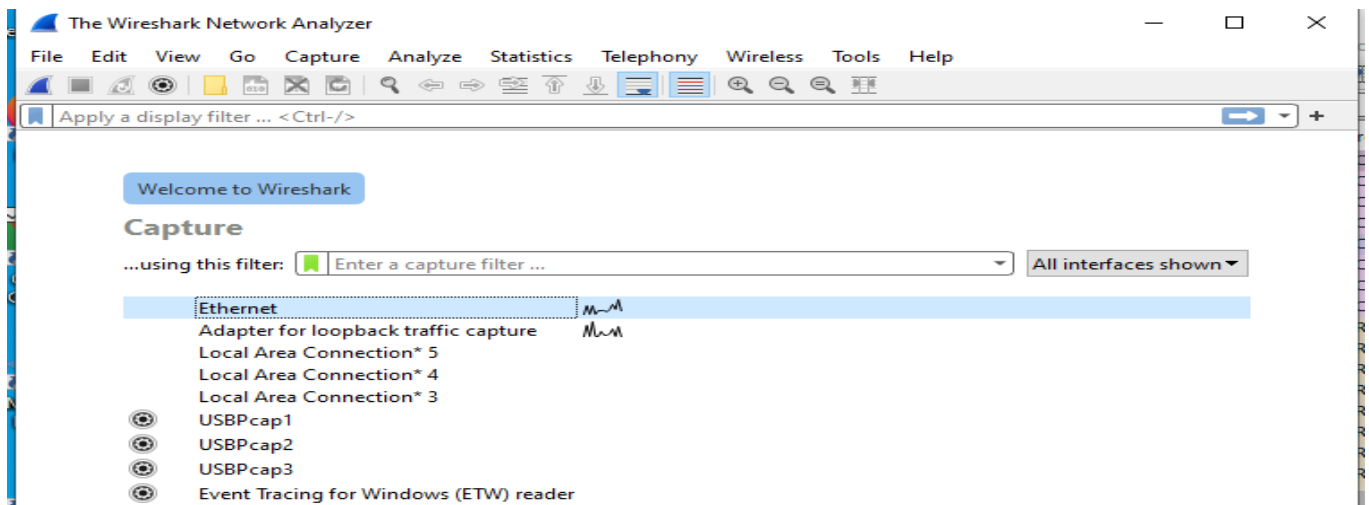 The Wireshark Network Analyzer
File Edit View Go Capture Analyze Statistics Telephony Wireless Tools Help
Apply a display filter ... <Ctrl-/>
Welcome to Wireshark
Capture
...using this filter: Enter a capture filter ... All interfaces shown
Ethernet
Adapter for loopback traffic capture
Local Area Connection* 5
Local Area Connection* 4
Local Area Connection* 3
USBPcap1
USBPcap2
USBPcap3
Event Tracing for Windows (ETW) reader